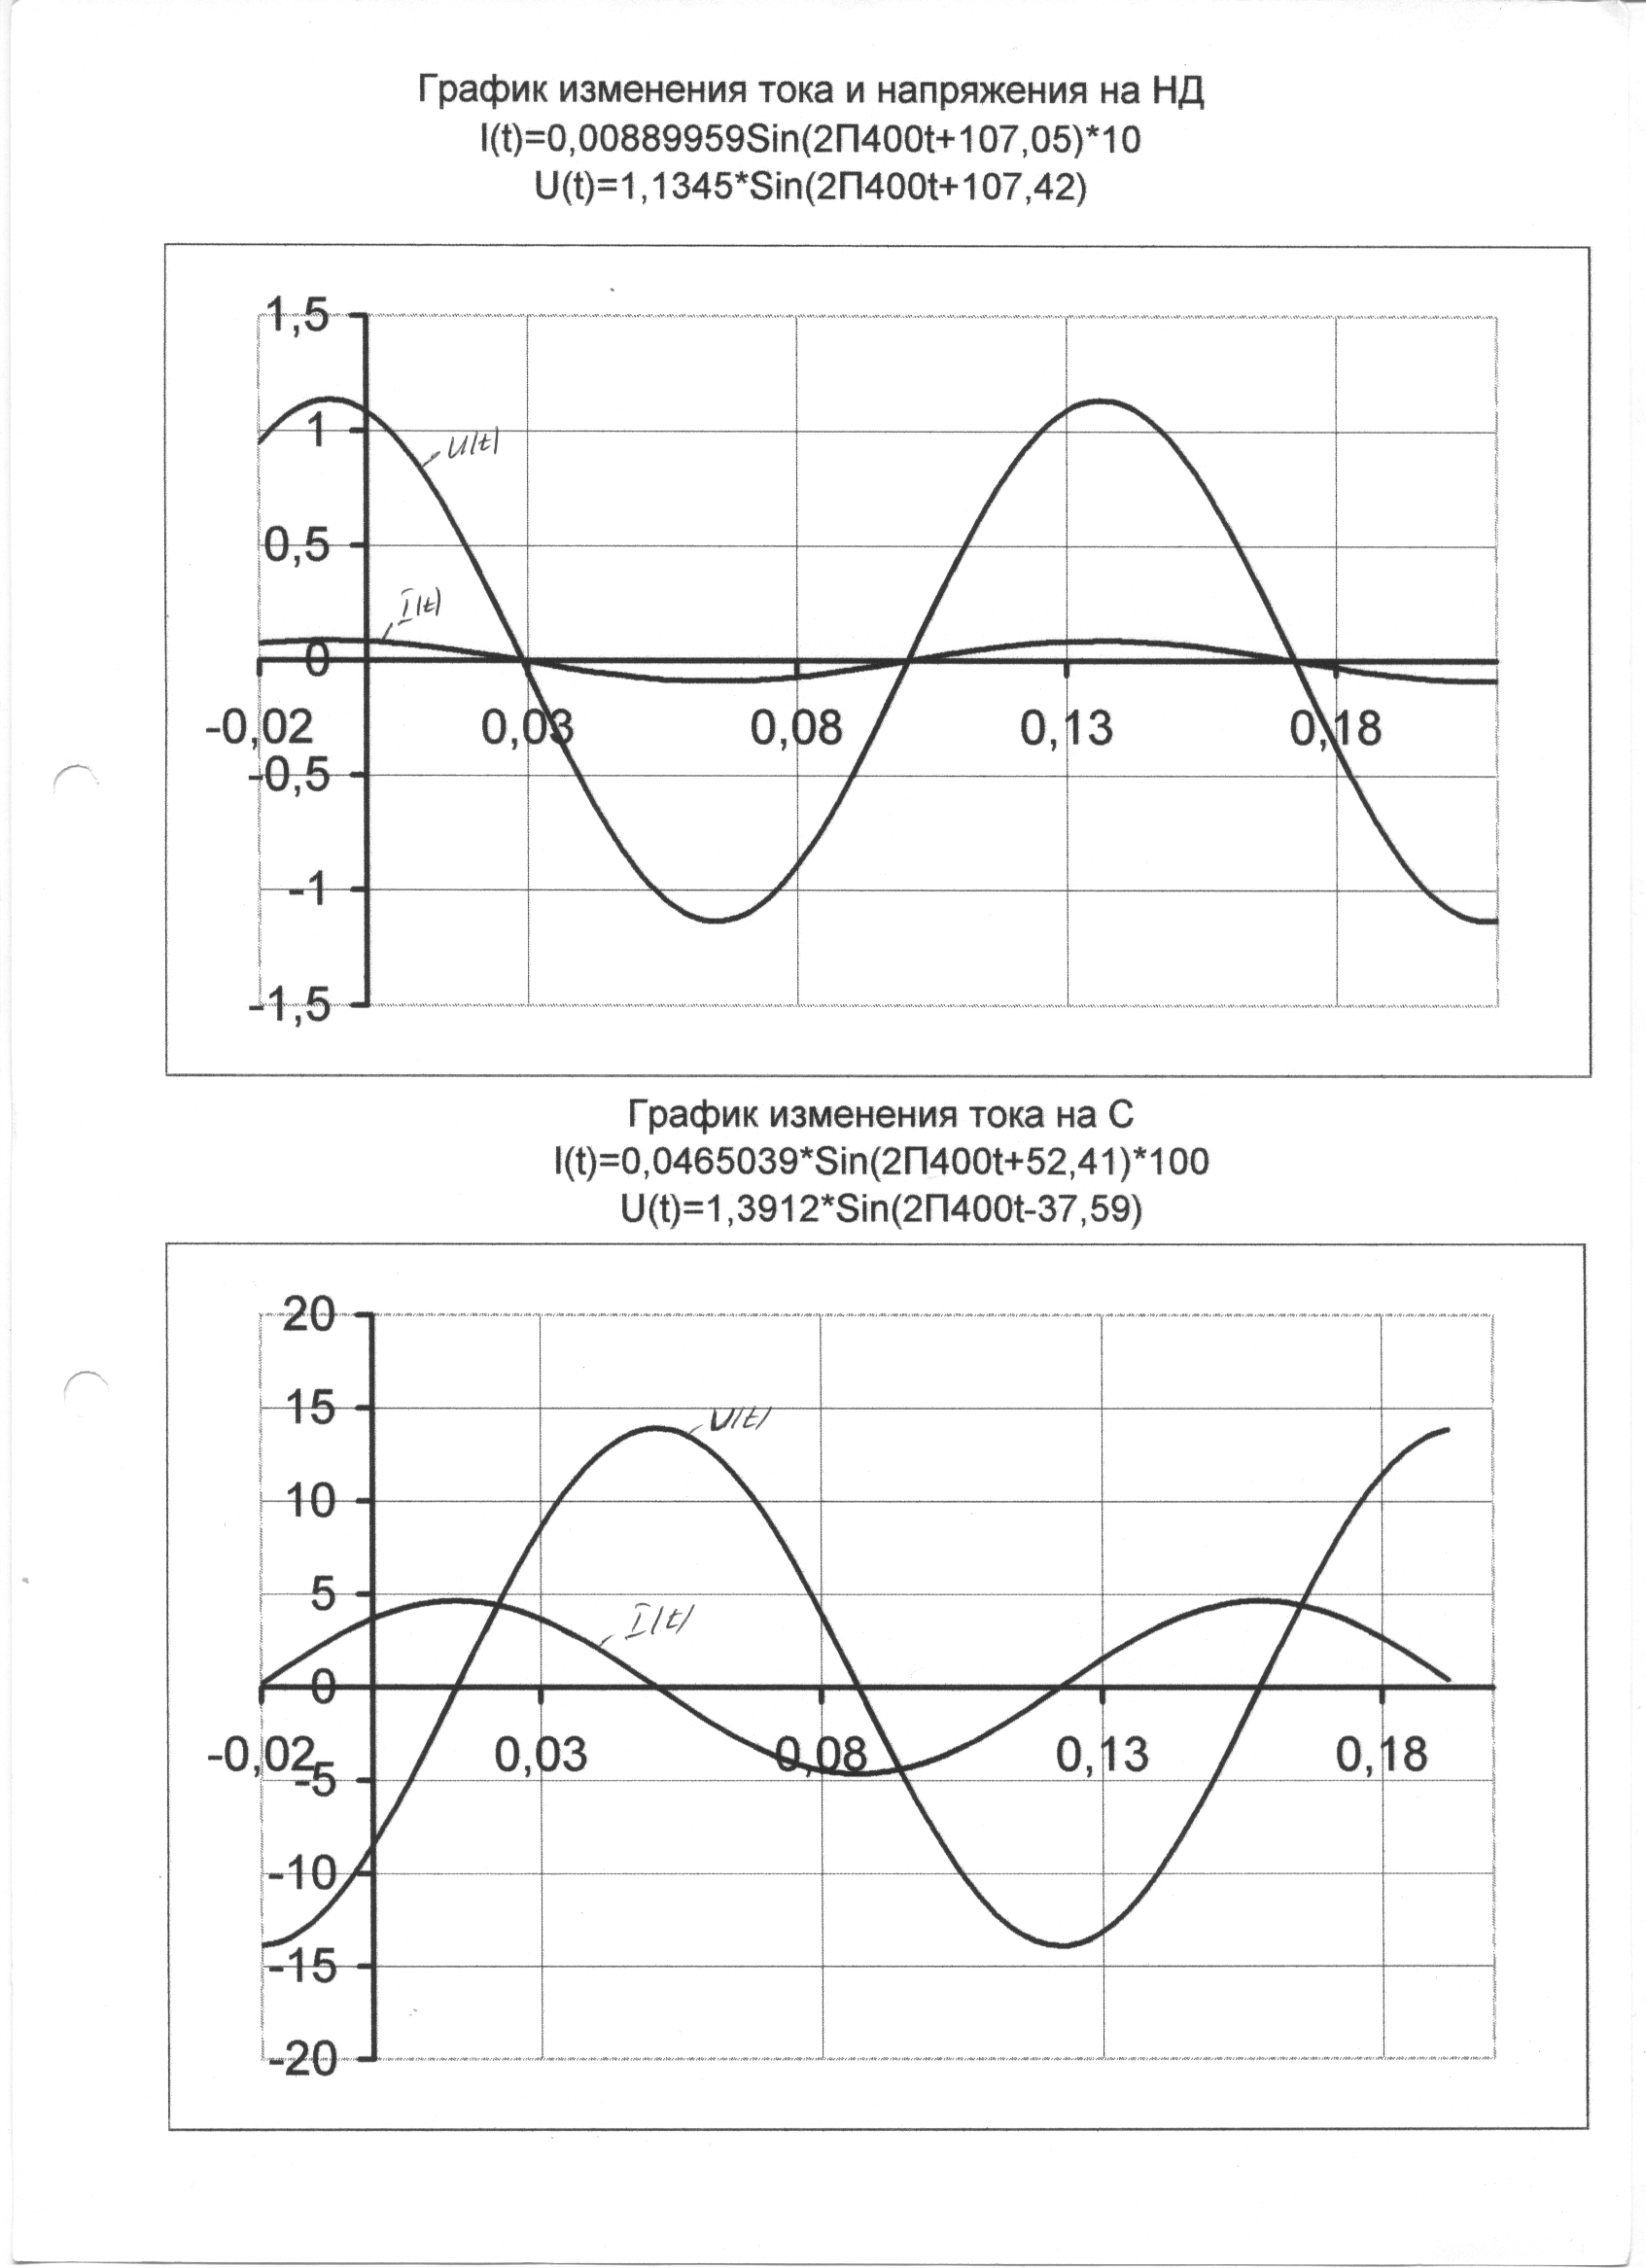 График изменения тока и напряжения на НД
I(t)=0,00889959Sin(2П400t+107,05)*10
U(t)=1,1345*Sin(2П400t+107,42)
1,5
1
U(t)
0,5
I(t)
0
-0,02 0,03 0,08 0,13 0,18
-0,5
-1
-1,5
График изменения тока на С
I(t)=0,0465039*Sin(2П400t+52,41)*100
U(t)=1,3912*Sin(2П400t-37,59)
20
15
U(t)
10
5
I(t)
0
-0,02 0,03 0,08 0,13 0,18
-5
-10
-15
-20